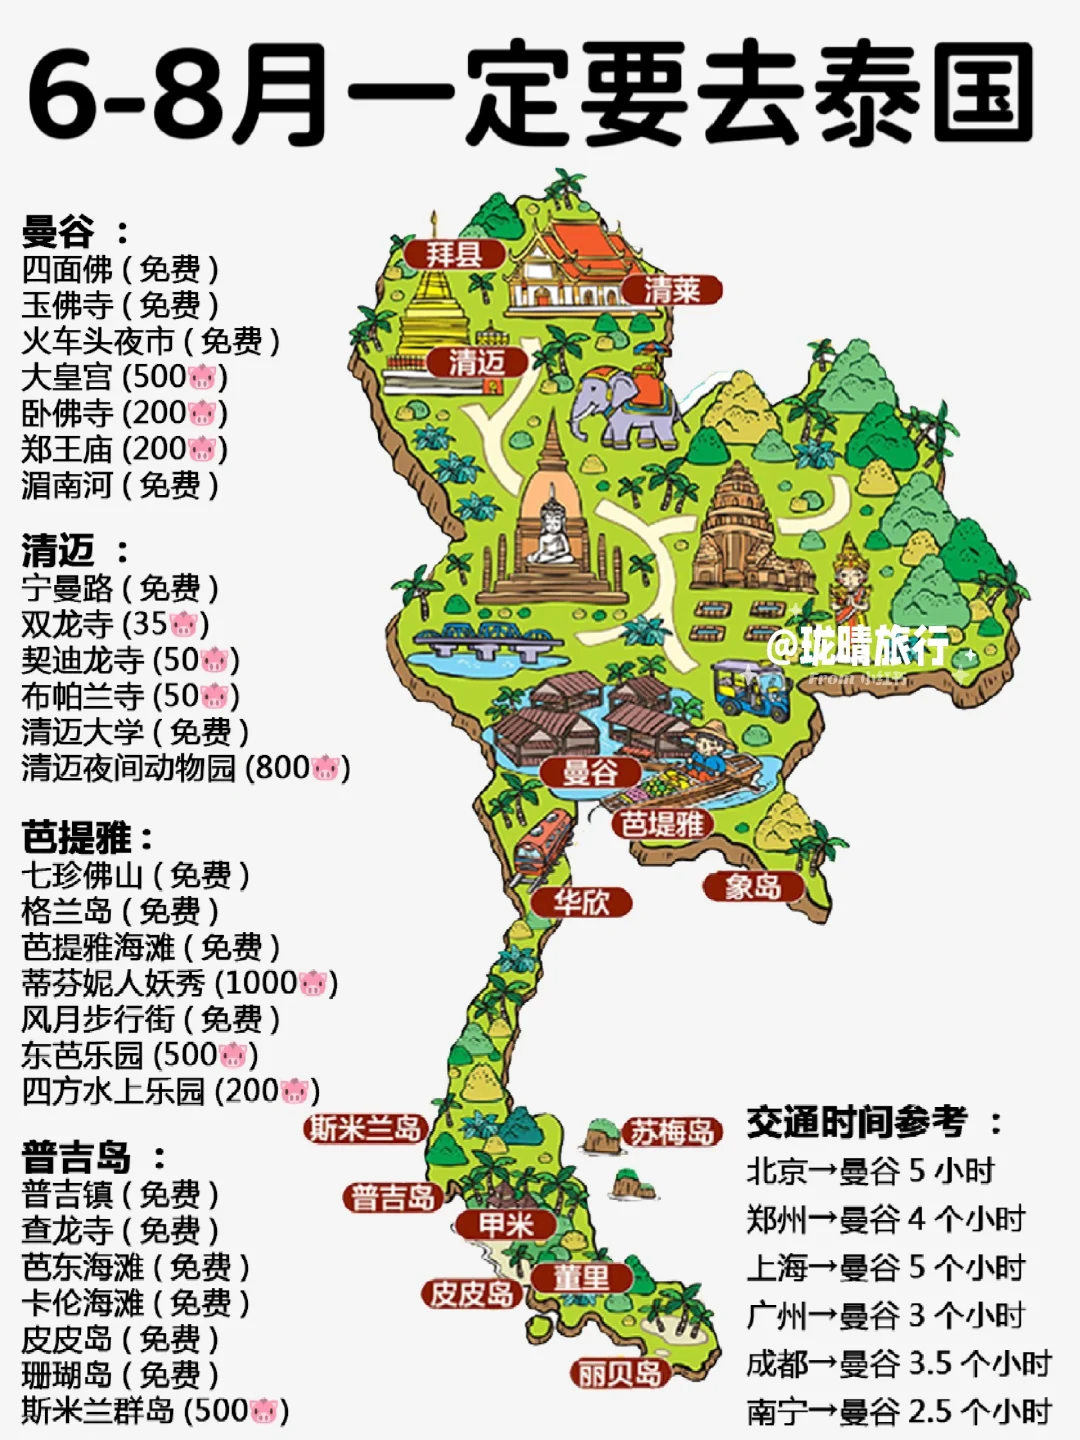 6-8月一定要去泰国
曼谷 ：
四面佛 ( 免费 )
玉佛寺 ( 免费 )
火车头夜市 ( 免费 )
大皇宫 (500🐷)
卧佛寺 (200🐷)
郑王庙 (200🐷)
湄南河 ( 免费 )
清迈 ：
宁曼路 ( 免费 )
双龙寺 (35🐷)
契迪龙寺 (50🐷)
布帕兰寺 (50🐷)
清迈大学 ( 免费 )
清迈夜间动物园 (800🐷)
芭提雅：
七珍佛山 ( 免费 )
格兰岛 ( 免费 )
芭提雅海滩 ( 免费 )
蒂芬妮人妖秀 (1000🐷)
风月步行街 ( 免费 )
东芭乐园 (500🐷)
四方水上乐园 (200🐷)
普吉岛 ：
普吉镇 ( 免费 )
查龙寺 ( 免费 )
芭东海滩 ( 免费 )
卡伦海滩 ( 免费 )
皮皮岛 ( 免费 )
珊瑚岛 ( 免费 )
斯米兰群岛 (500🐷)
拜县
清莱
清迈
@珑晴旅行
From 小红书
曼谷
芭堤雅
象岛
华欣
斯米兰岛
苏梅岛
普吉岛
甲米
董里
皮皮岛
丽贝岛
交通时间参考 ：
北京→曼谷 5 小时
郑州→曼谷 4 个小时
上海→曼谷 5 个小时
广州→曼谷 3 个小时
成都→曼谷 3.5 个小时
南宁→曼谷 2.5 个小时